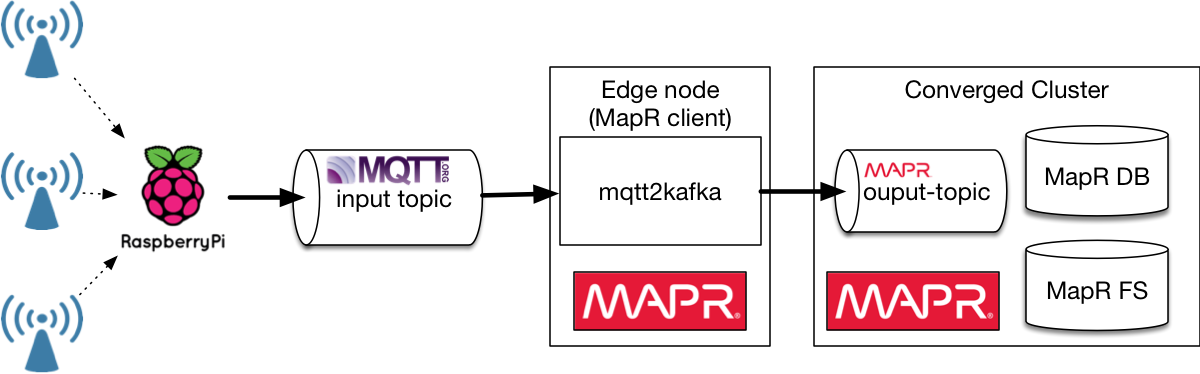 RaspberryPi
MQTT.ORG
input topic
Edge node
(MapR client)
mqtt2kafka
MAPR®
Converged Cluster
MAPR
ouput-topic
MapR DB
MapR FS
MAPR®